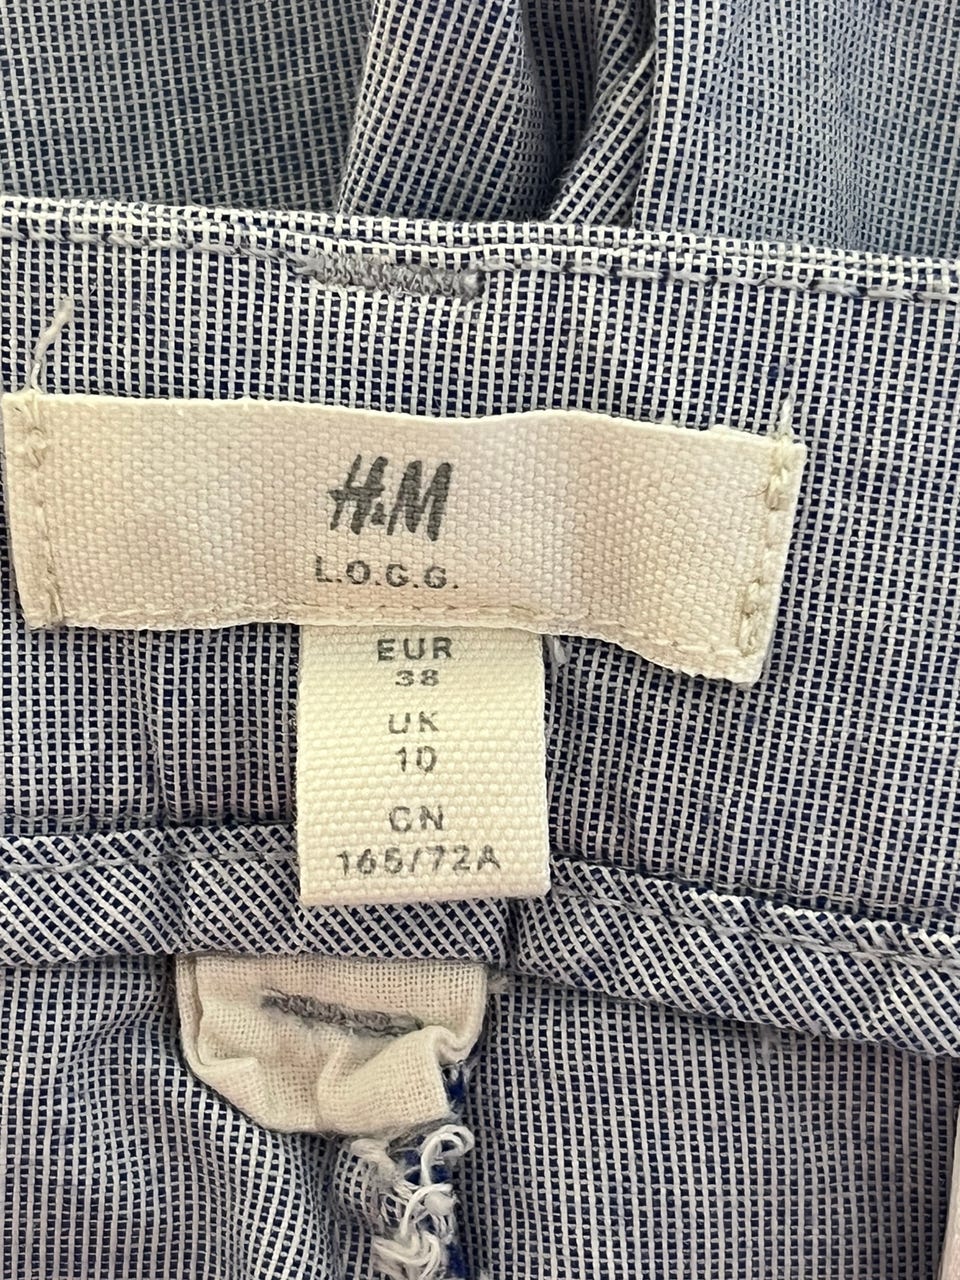 H&M
L.O.G.G.
EUR
38
UK
10
CN
165/72A